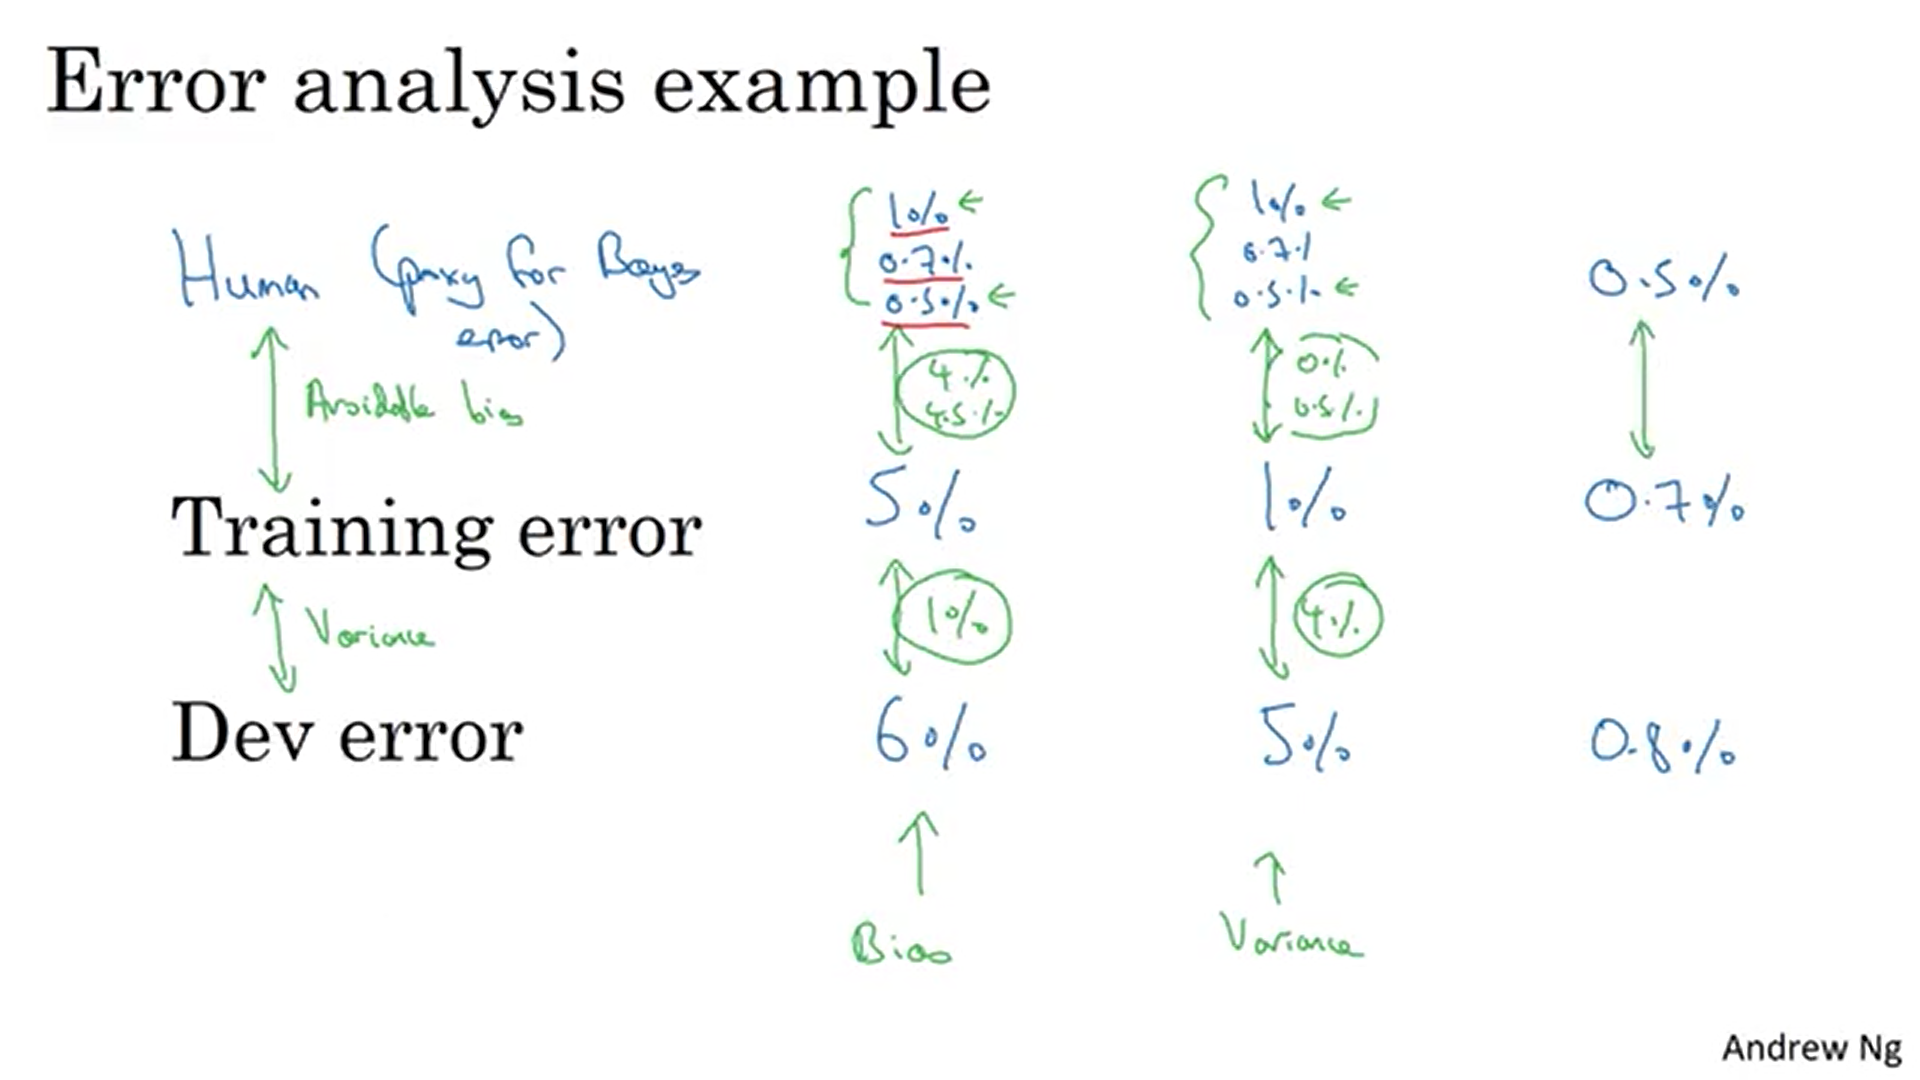 Error analysis example
Human (proxy for Bayes
error)
1%
0.7%
0.5%
1%
0.7%
0.5%
0.5%
Avoidable bias
4%
4.5%
0%
0.5%
Training error
5%
1%
0.7%
Variance
1%
4%
Dev error
6%
5%
0.8%
Bias
Variance
Andrew Ng